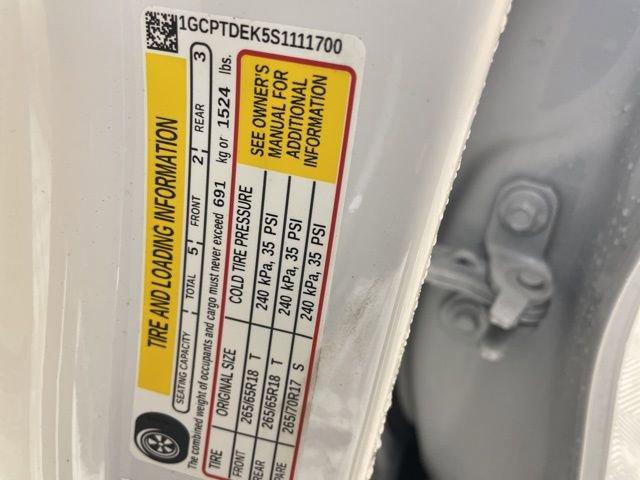 1GCPTDEK5S1111700
TIRE AND LOADING INFORMATION
SEATING CAPACITY TOTAL 5 FRONT 2 REAR 3
The combined weight of occupants and cargo must never exceed 691 kg or 1524 lbs.
TIRE ORIGINAL SIZE COLD TIRE PRESSURE
FRONT 265/65R18 T 240 kPa, 35 PSI
REAR 265/65R18 T 240 kPa, 35 PSI
PARE 265/70R17 S 240 kPa, 35 PSI
SEE OWNER'S
MANUAL FOR
ADDITIONAL
INFORMATION